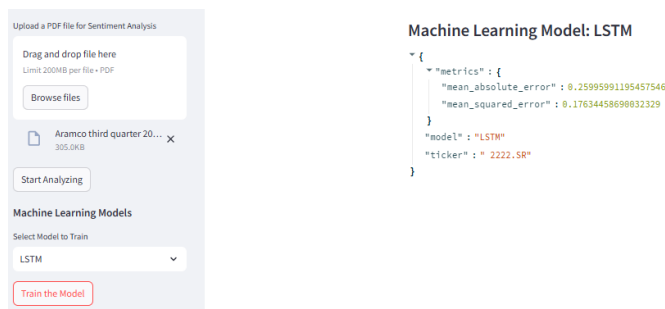 Upload a PDF file for Sentiment Analysis
Drag and drop file here
Limit 200MB per file • PDF
Browse files
Aramco third quarter 20...
305.0KB
Start Analyzing
Machine Learning Models
Select Model to Train
LSTM
Train the Model
Machine Learning Model: LSTM
{
"metrics" : {
"mean_absolute_error" : 0.25995991195457546
"mean_squared_error" : 0.17634458690032329
}
"model" : "LSTM"
"ticker" : " 2222.SR"
}